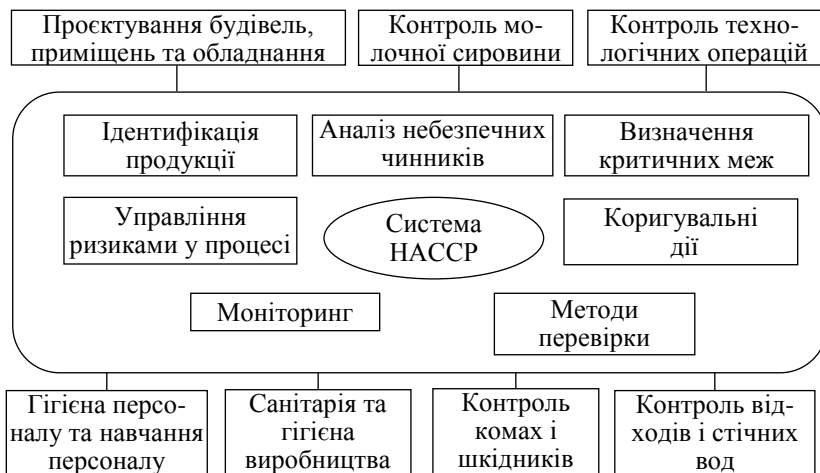 Проєктування будівель,
приміщень та обладнання
Контроль мо-
лочної сировини
Контроль техно-
логічних операцій
Ідентифікація
продукції
Аналіз небезпечних
чинників
Визначення
критичних меж
Управління
ризиками у процесі
Система
НАССР
Коригувальні
дії
Моніторинг
Методи
перевірки
Гігієна персо-
налу та навчання
персоналу
Санітарія та
гігієна
виробництва
Контроль
комах і
шкідників
Контроль від-
ходів і стічних
вод